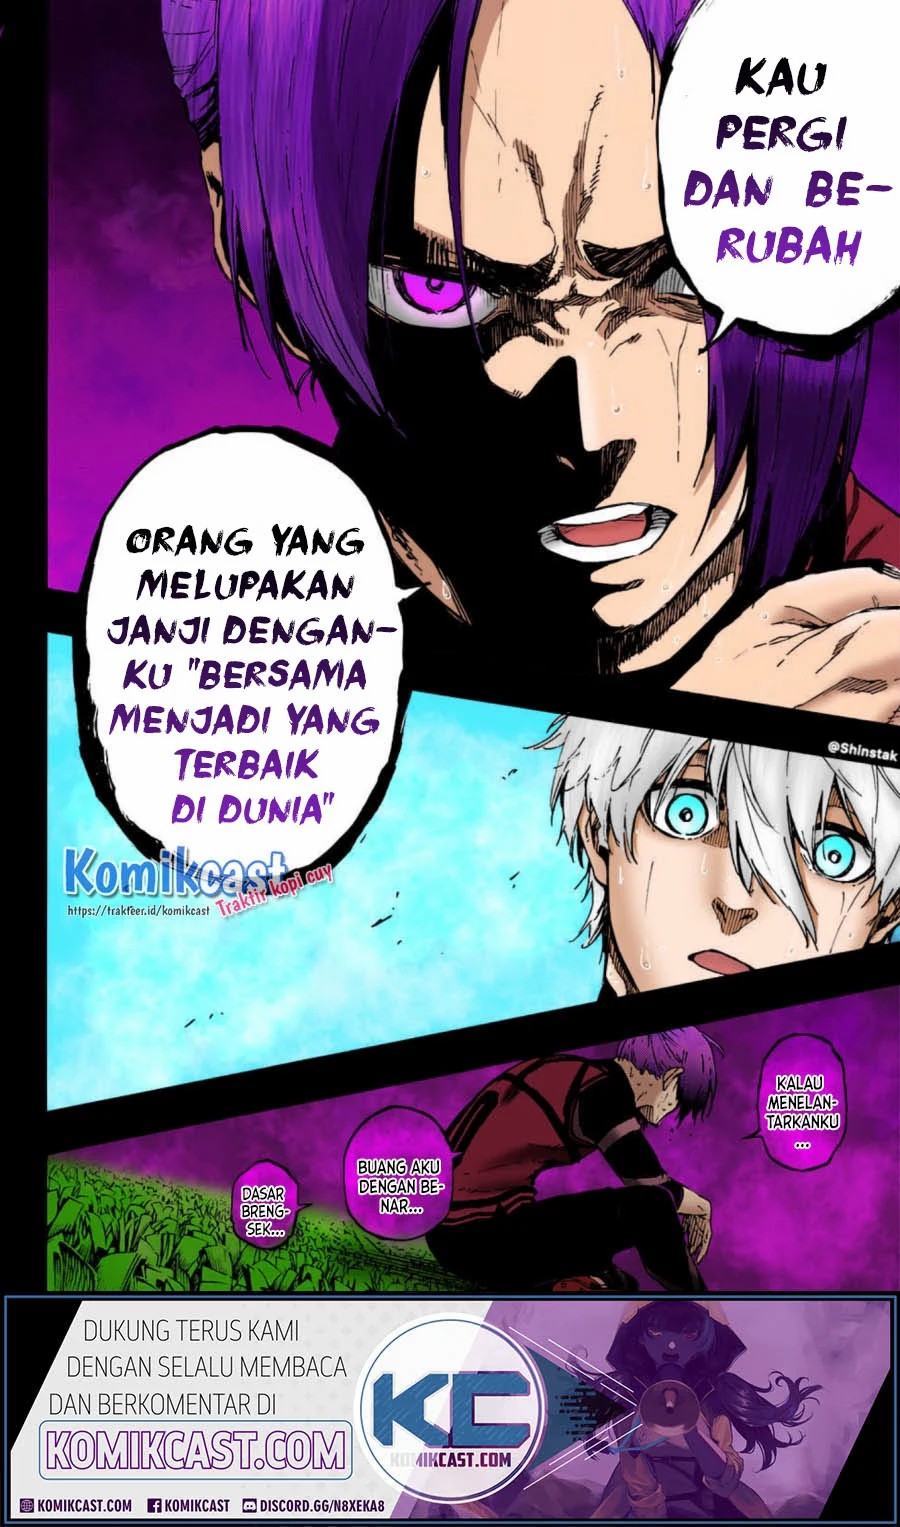 KAU
PERGI
DAN BE-
RUBAH
ORANG YANG
MELUPAKAN
JANJI DENGAN-
KU "BERSAMA
MENJADI YANG
TERBAIK
DI DUNIA"
@Shinstak
Komikcast
Traktir kopi cuy
https://trakteer.id/komikcast
KALAU
MENELAN-
TARKANKU
...
BUANG AKU
DENGAN BE-
NAR...
DASAR
BRENG-
SEK...
DUKUNG TERUS KAMI
DENGAN SELALU MEMBACA
DAN BERKOMENTAR DI
KOMIKCAST.COM
KC
KOMIKCAST.COM
KOMIKCAST.COM KOMIKCAST DISCORD.GG/N8XEKA8